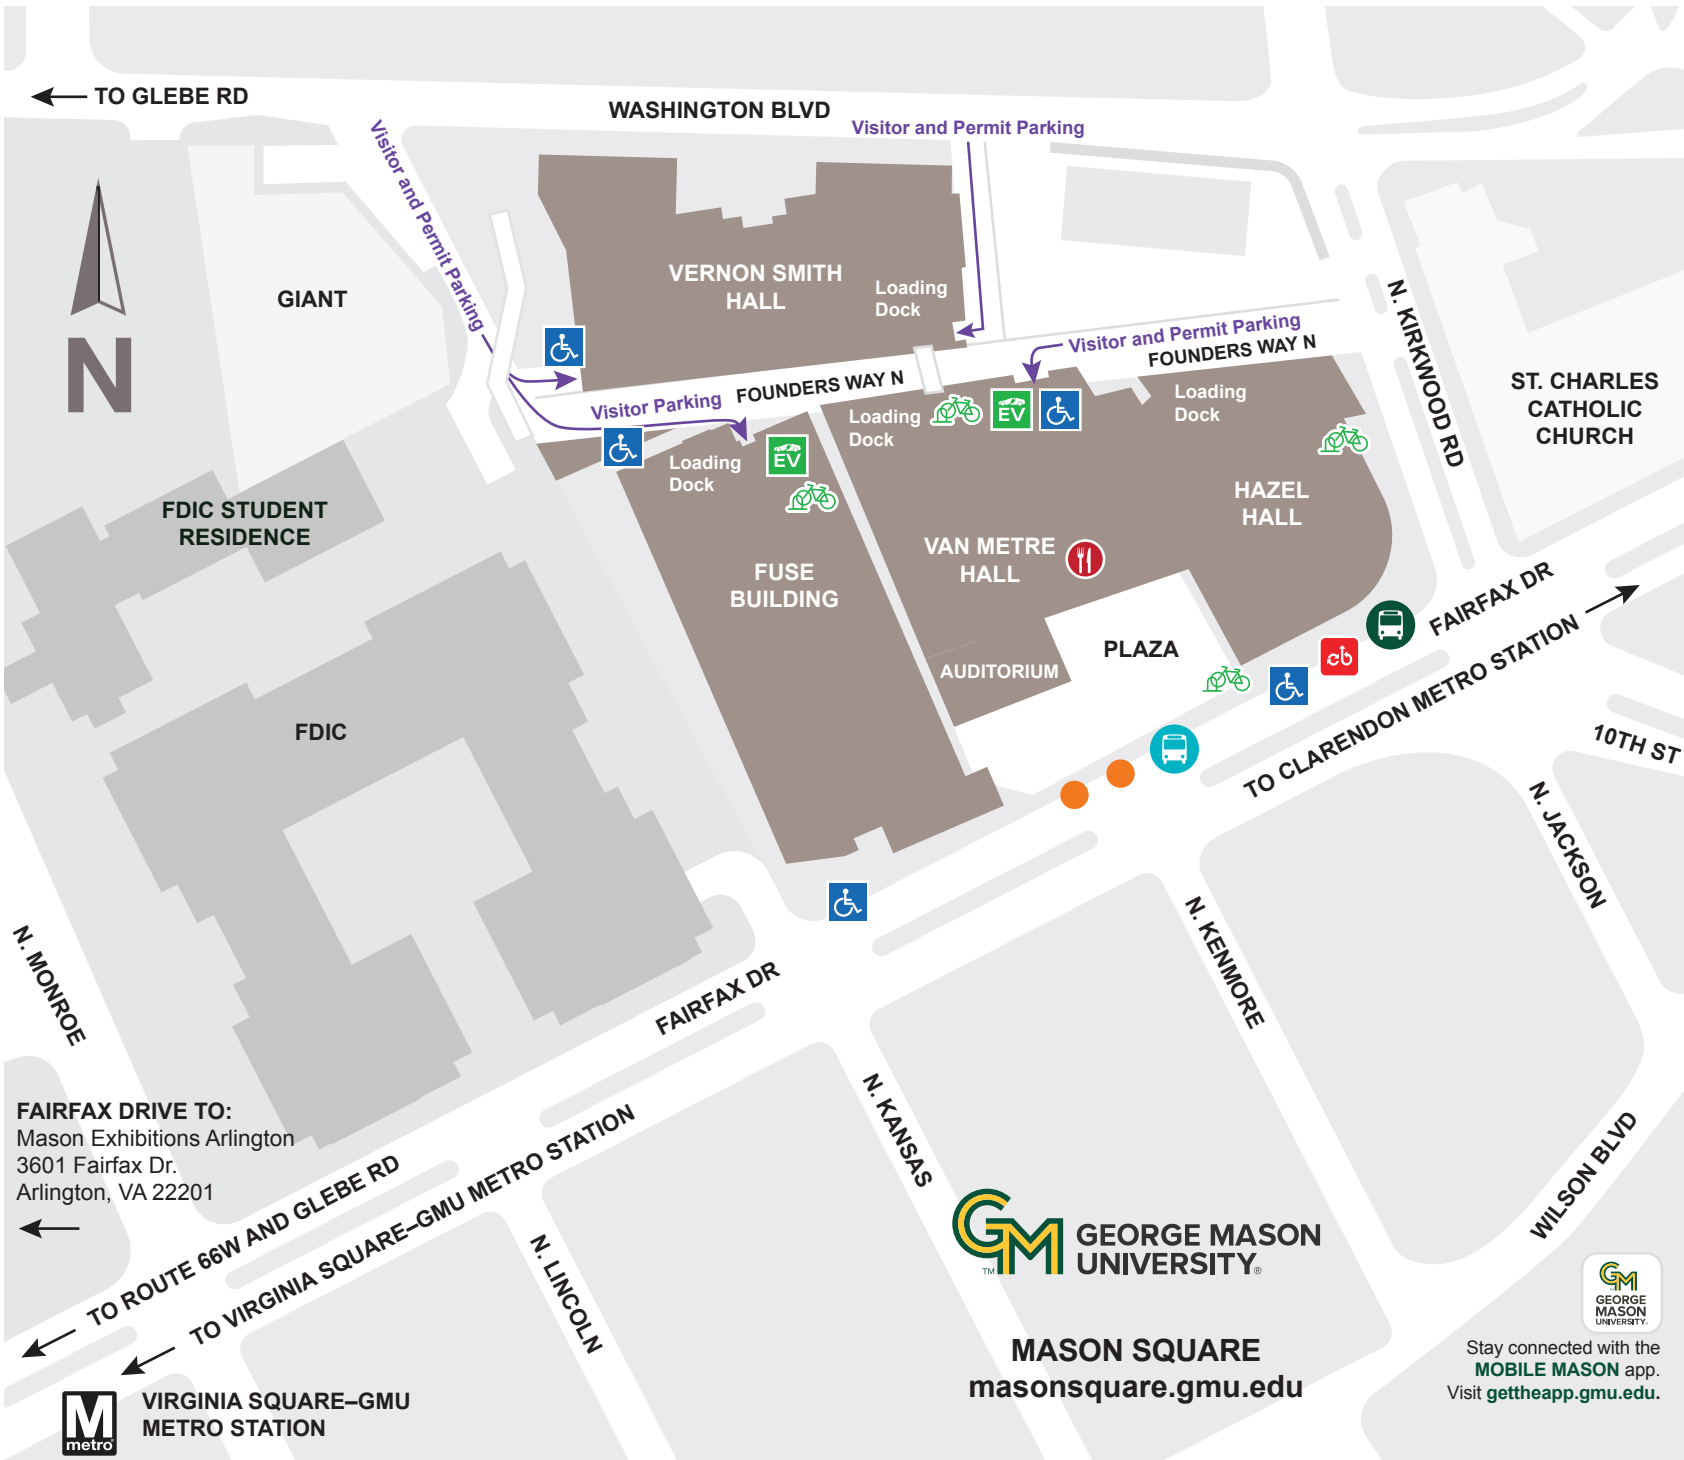 TO GLEBE RD
WASHINGTON BLVD
Visitor and Permit Parking
Visitor and Permit Parking
GIANT
VERNON SMITH
HALL
Loading
Dock
N
Visitor and Permit Parking
FOUNDERS WAY N
N. KIRKWOOD RD
FOUNDERS WAY N
Visitor Parking
ST. CHARLES
CATHOLIC
CHURCH
Loading
Dock
Loading
Dock
EV
EV
Loading
Dock
FDIC STUDENT
RESIDENCE
HAZEL
HALL
VAN METRE
HALL
FUSE
BUILDING
AUDITORIUM
PLAZA
FAIRFAX DR
TO CLARENDON METRO STATION
FDIC
10TH ST
N. JACKSON
N. KENMORE
N. MONROE
FAIRFAX DR
N. KANSAS
FAIRFAX DRIVE TO:
Mason Exhibitions Arlington
3601 Fairfax Dr.
Arlington, VA 22201
TO ROUTE 66W AND GLEBE RD
TO VIRGINIA SQUARE–GMU METRO STATION
N. LINCOLN
WILSON BLVD
GM
TM
GEORGE MASON
UNIVERSITY®
MASON SQUARE
masonsquare.gmu.edu
GM
GEORGE
MASON
UNIVERSITY®
Stay connected with the
MOBILE MASON app.
Visit gettheapp.gmu.edu.
M
metro
VIRGINIA SQUARE–GMU
METRO STATION